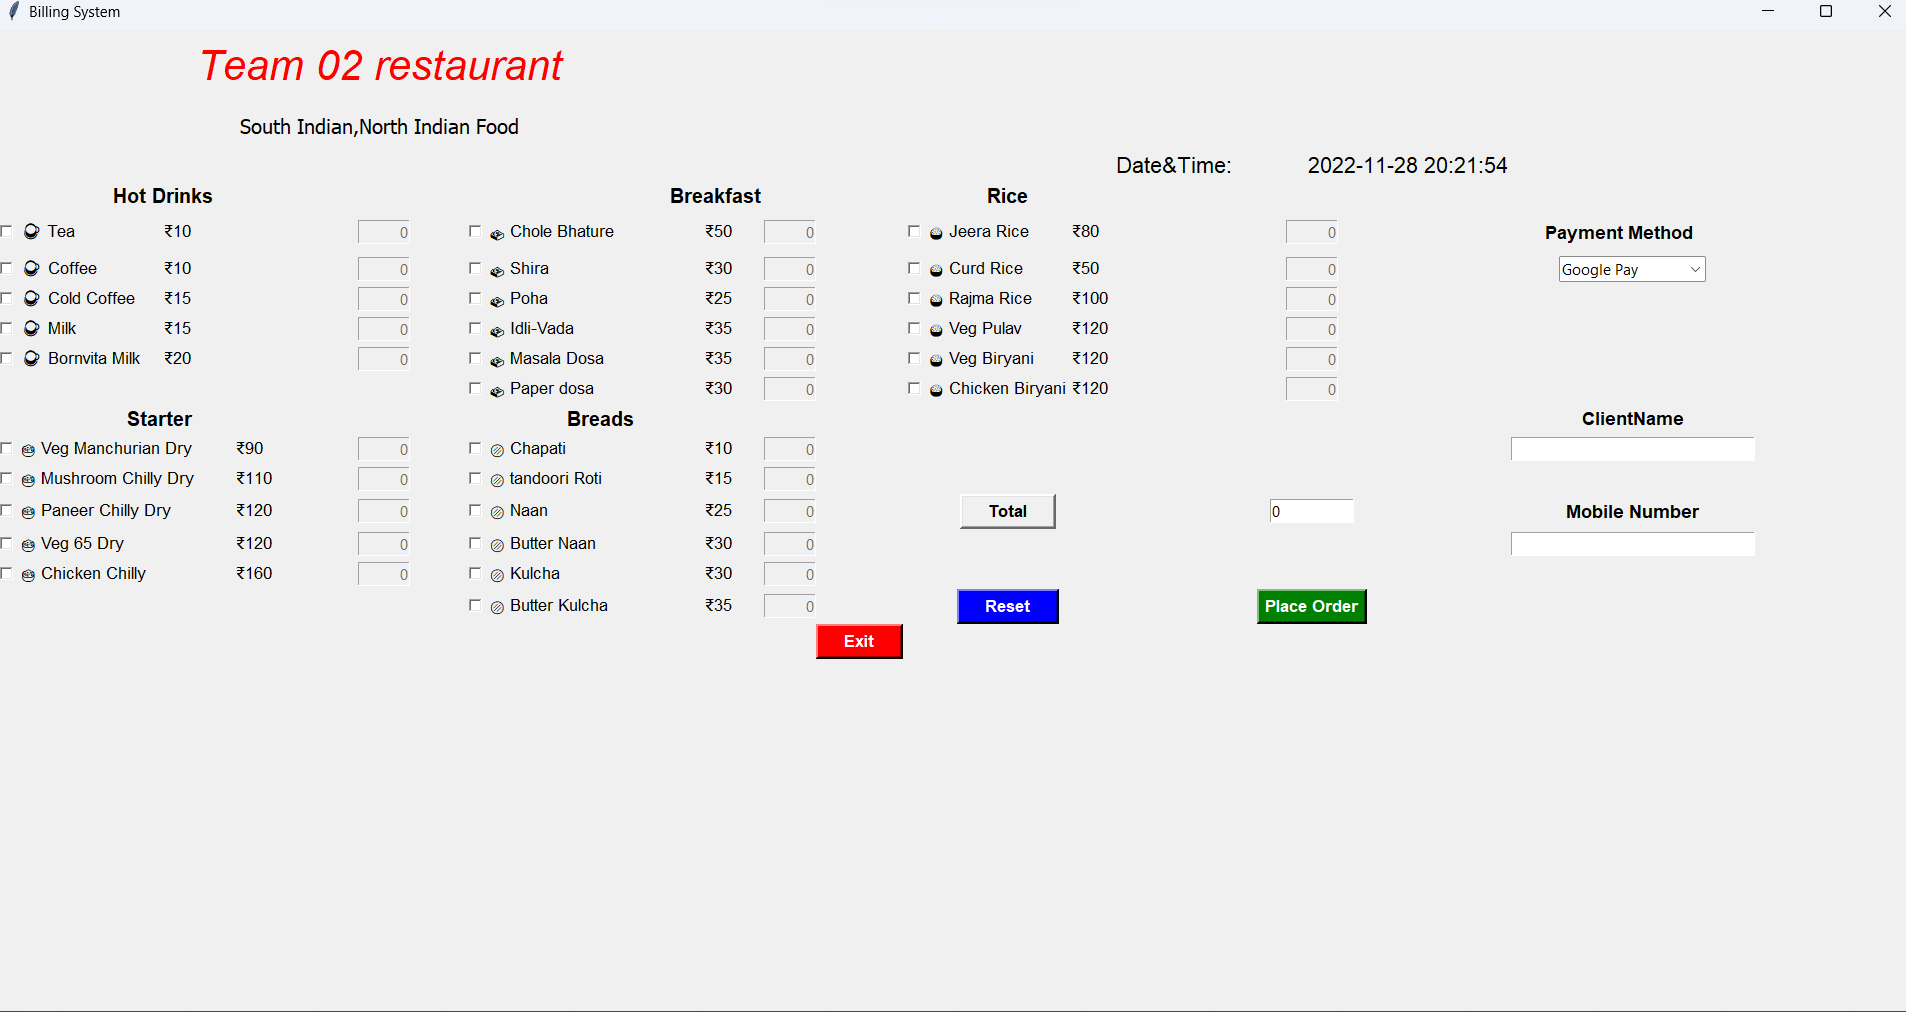 Billing System
Team 02 restaurant
South Indian,North Indian Food
Date&Time: 2022-11-28 20:21:54
Hot Drinks Breakfast Rice
Tea ₹10 0 Chole Bhature ₹50 0 Jeera Rice ₹80 0 Payment Method
Coffee ₹10 0 Shira ₹30 0 Curd Rice ₹50 0 Google Pay
Cold Coffee ₹15 0 Poha ₹25 0 Rajma Rice ₹100 0
Milk ₹15 0 Idli-Vada ₹35 0 Veg Pulav ₹120 0
Bornvita Milk ₹20 0 Masala Dosa ₹35 0 Veg Biryani ₹120 0
Paper dosa ₹30 0 Chicken Biryani ₹120 0
Starter Breads ClientName
Veg Manchurian Dry ₹90 0 Chapati ₹10 0
Mushroom Chilly Dry ₹110 0 tandoori Roti ₹15 0
Paneer Chilly Dry ₹120 0 Naan ₹25 0 Total 0 Mobile Number
Veg 65 Dry ₹120 0 Butter Naan ₹30 0
Chicken Chilly ₹160 0 Kulcha ₹30 0
Butter Kulcha ₹35 0 Reset Place Order
Exit